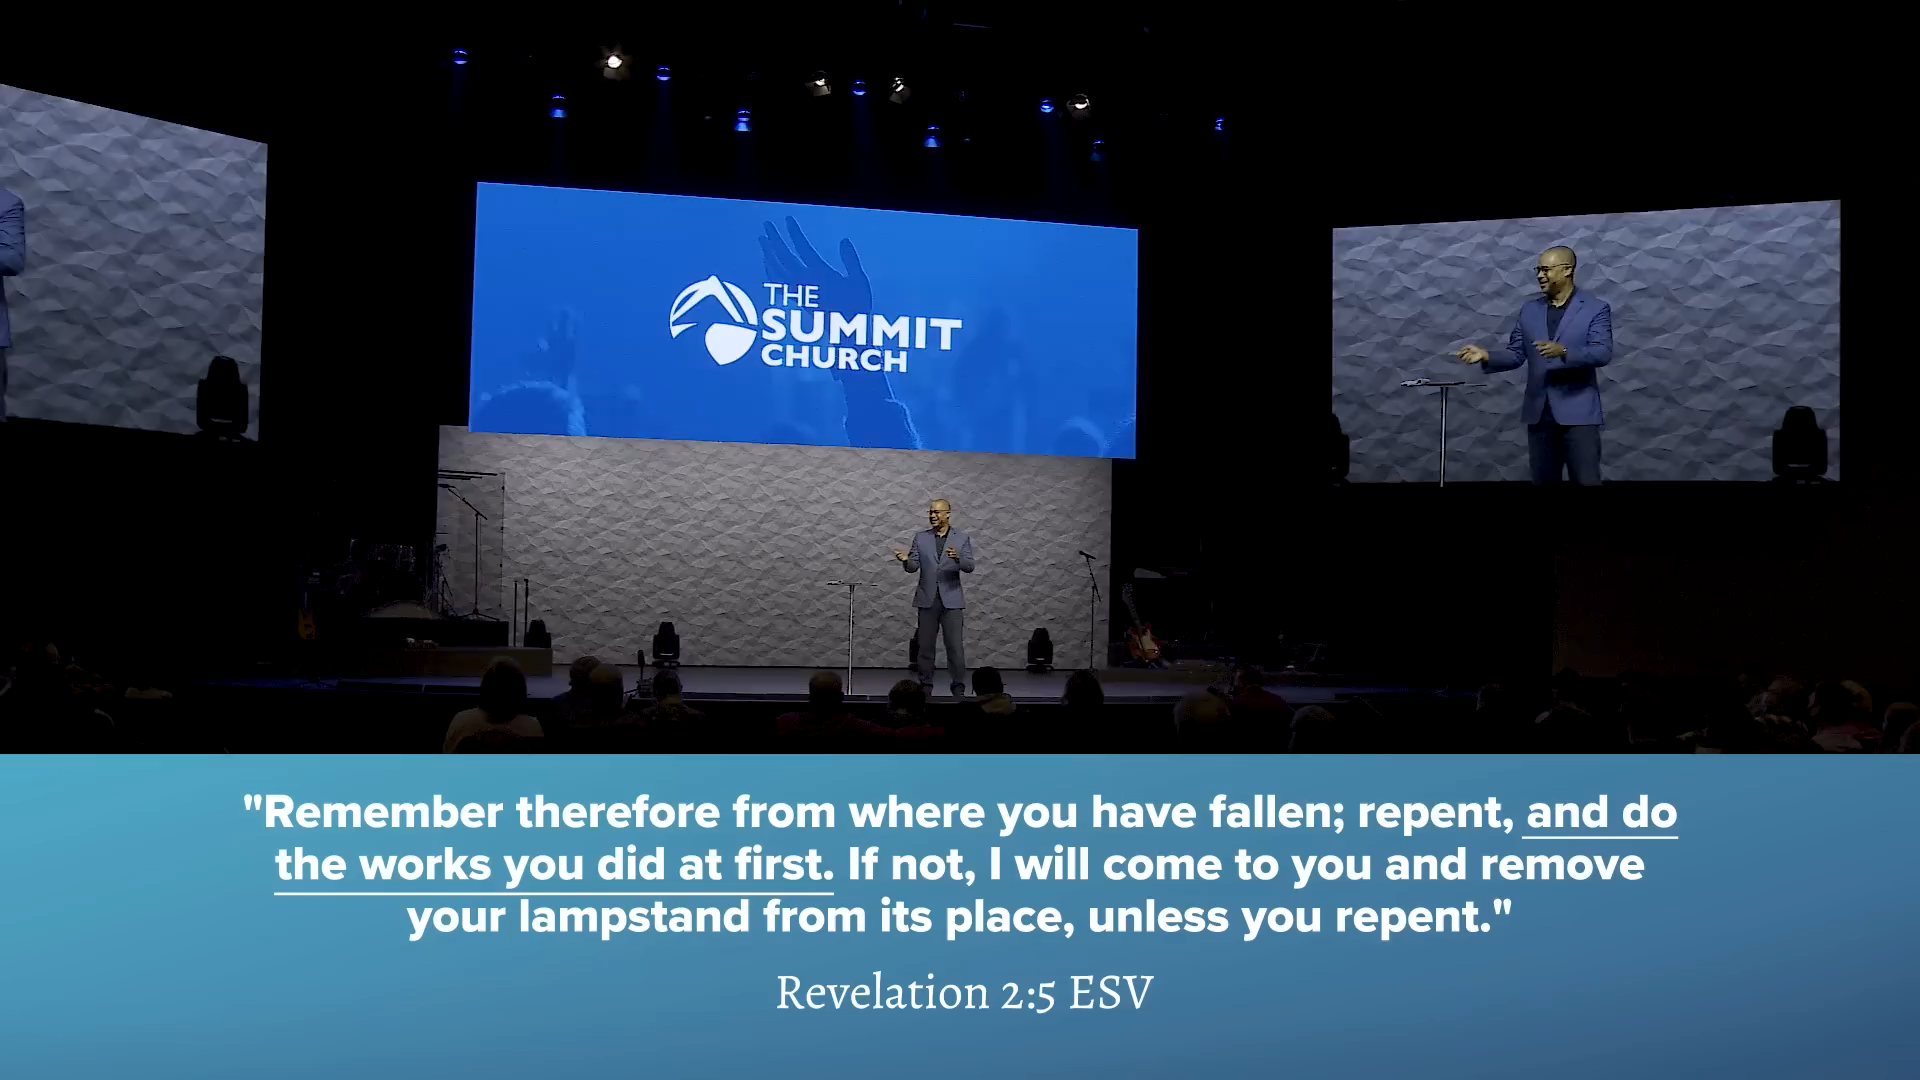 THE
SUMMIT
CHURCH
"Remember therefore from where you have fallen; repent, and do
the works you did at first. If not, I will come to you and remove
your lampstand from its place, unless you repent."
Revelation 2:5 ESV